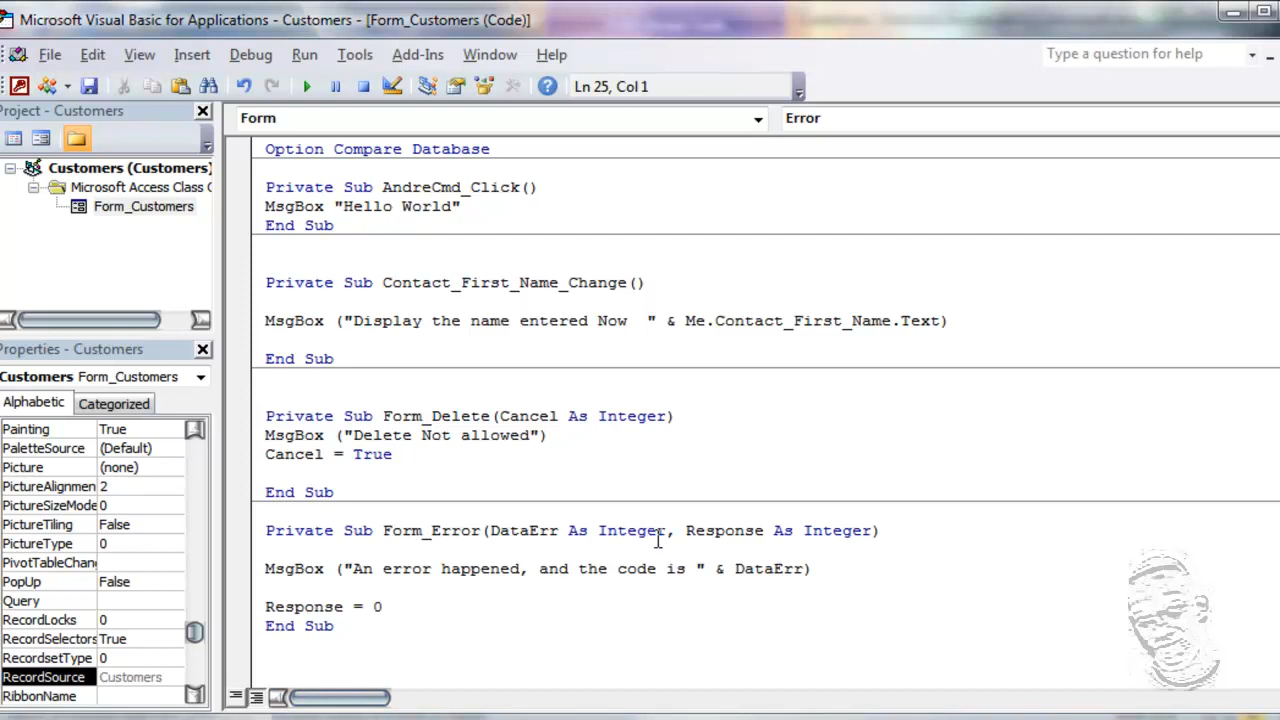 Microsoft Visual Basic for Applications - Customers - [Form_Customers (Code)]
File Edit View Insert Debug Run Tools Add-Ins Window Help
Type a question for help
Ln 25, Col 1
Project - Customers
Form Error
Customers (Customers)
Microsoft Access Class O
Form_Customers
Properties - Customers
Customers Form_Customers
Alphabetic Categorized
Painting True
PaletteSource (Default)
Picture (none)
PictureAlignmen 2
PictureSizeMode 0
PictureTiling False
PictureType 0
PivotTableChan
PopUp False
Query
RecordLocks 0
RecordSelectors True
RecordsetType 0
RecordSource Customers
RibbonName
Option Compare Database
Private Sub AndreCmd_Click()
MsgBox "Hello World"
End Sub
Private Sub Contact_First_Name_Change()
MsgBox ("Display the name entered Now  " & Me.Contact_First_Name.Text)
End Sub
Private Sub Form_Delete(Cancel As Integer)
MsgBox ("Delete Not allowed")
Cancel = True
End Sub
Private Sub Form_Error(DataErr As Integer, Response As Integer)
MsgBox ("An error happened, and the code is " & DataErr)
Response = 0
End Sub